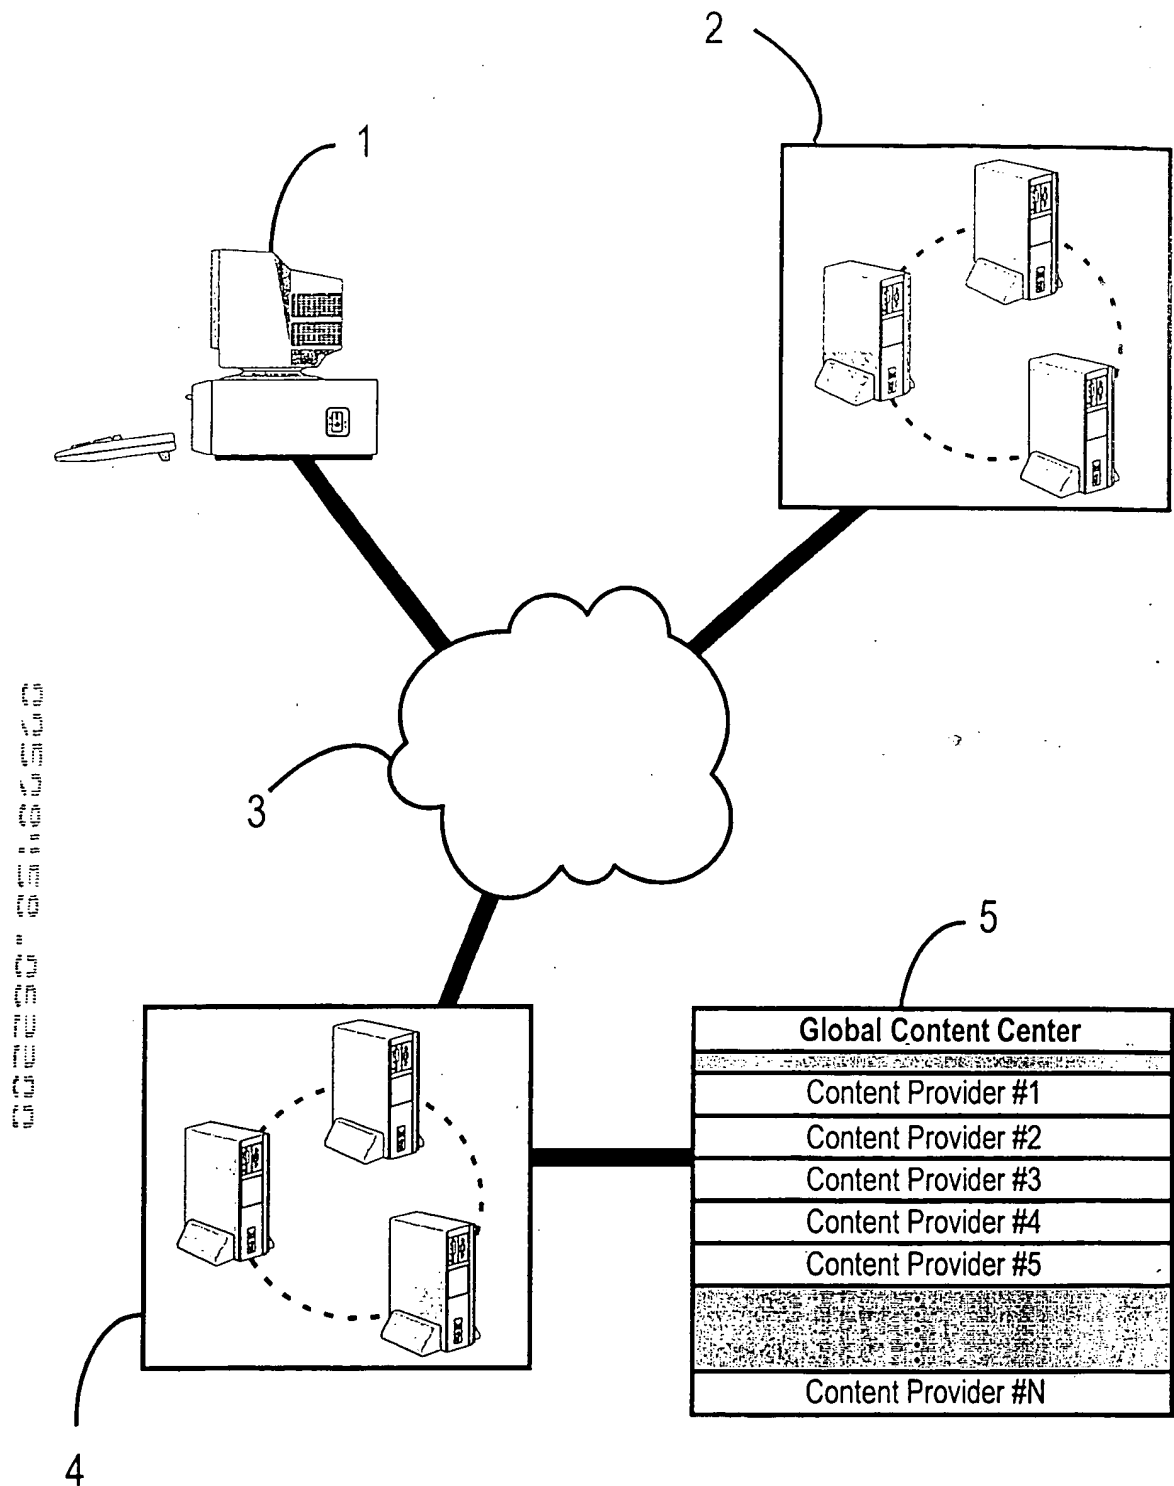 2
1
3
5
Global Content Center
Content Provider #1
Content Provider #2
Content Provider #3
Content Provider #4
Content Provider #5
Content Provider #N
4